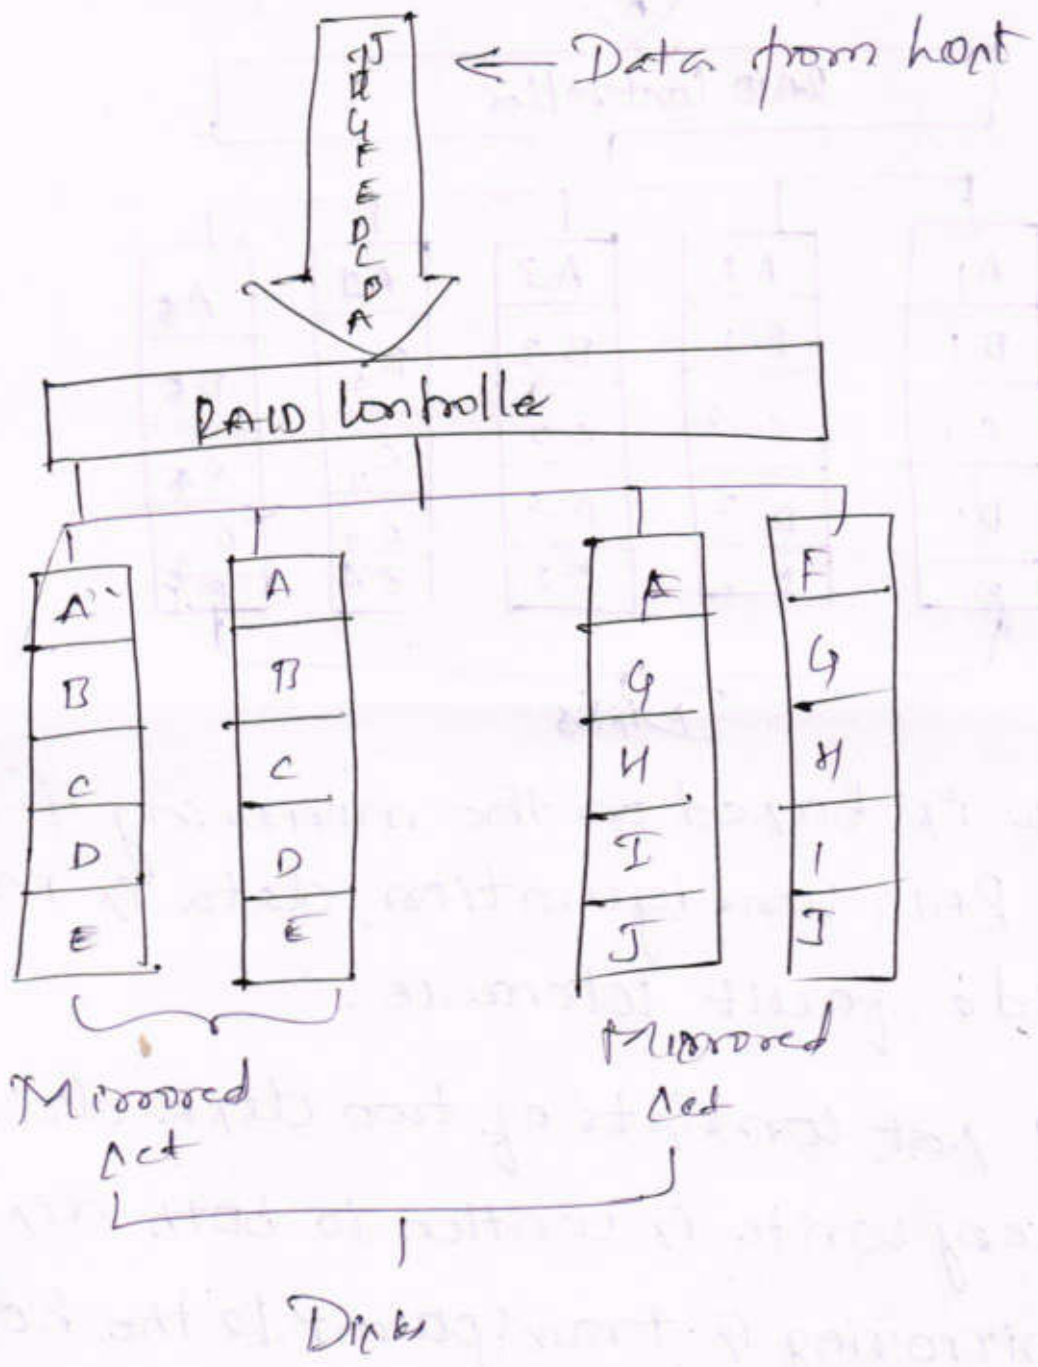 ← Data from host
J
I
H
G
F
E
D
C
B
A
RAID Controller
A" A F F
B B G G
C C H H
D D I I
E E J J
Mirrored Mirrored
set set
Disks